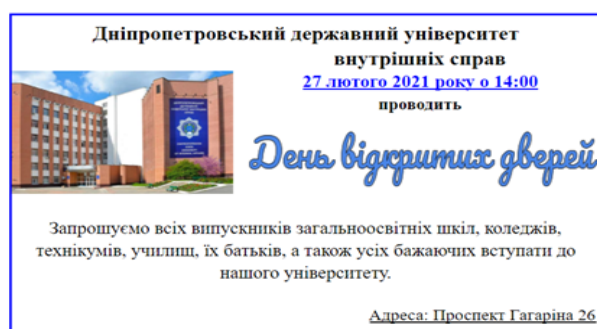 Дніпропетровський державний університет
внутрішніх справ
27 лютого 2021 року о 14:00
проводить
День відкритих дверей
Запрошуємо всіх випускників загальноосвітніх шкіл, коледжів,
технікумів, училищ, їх батьків, а також усіх бажаючих вступати до
нашого університету.
Адреса: Проспект Гагаріна 26